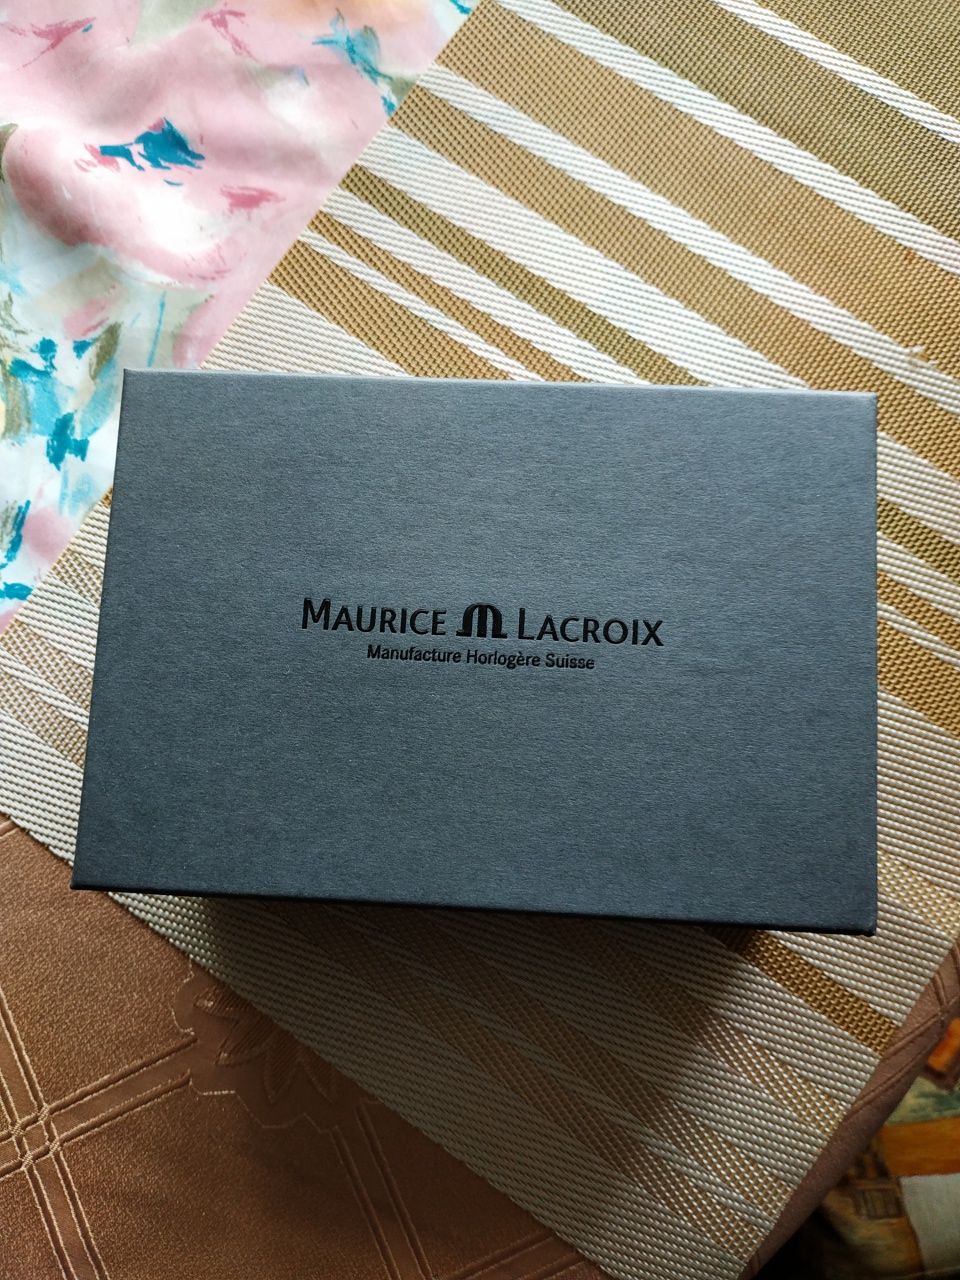 MAURICE LACROIX
Manufacture Horlogère Suisse